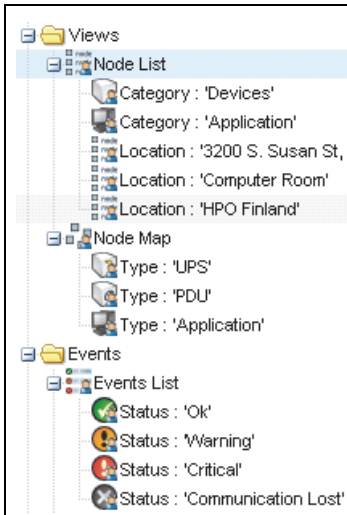 Views
Node List
Category : 'Devices'
Category : 'Application'
Location : '3200 S. Susan St,
Location : 'Computer Room'
Location : 'HPO Finland'
Node Map
Type : 'UPS'
Type : 'PDU'
Type : 'Application'
Events
Events List
Status : 'Ok'
Status : 'Warning'
Status : 'Critical'
Status : 'Communication Lost'